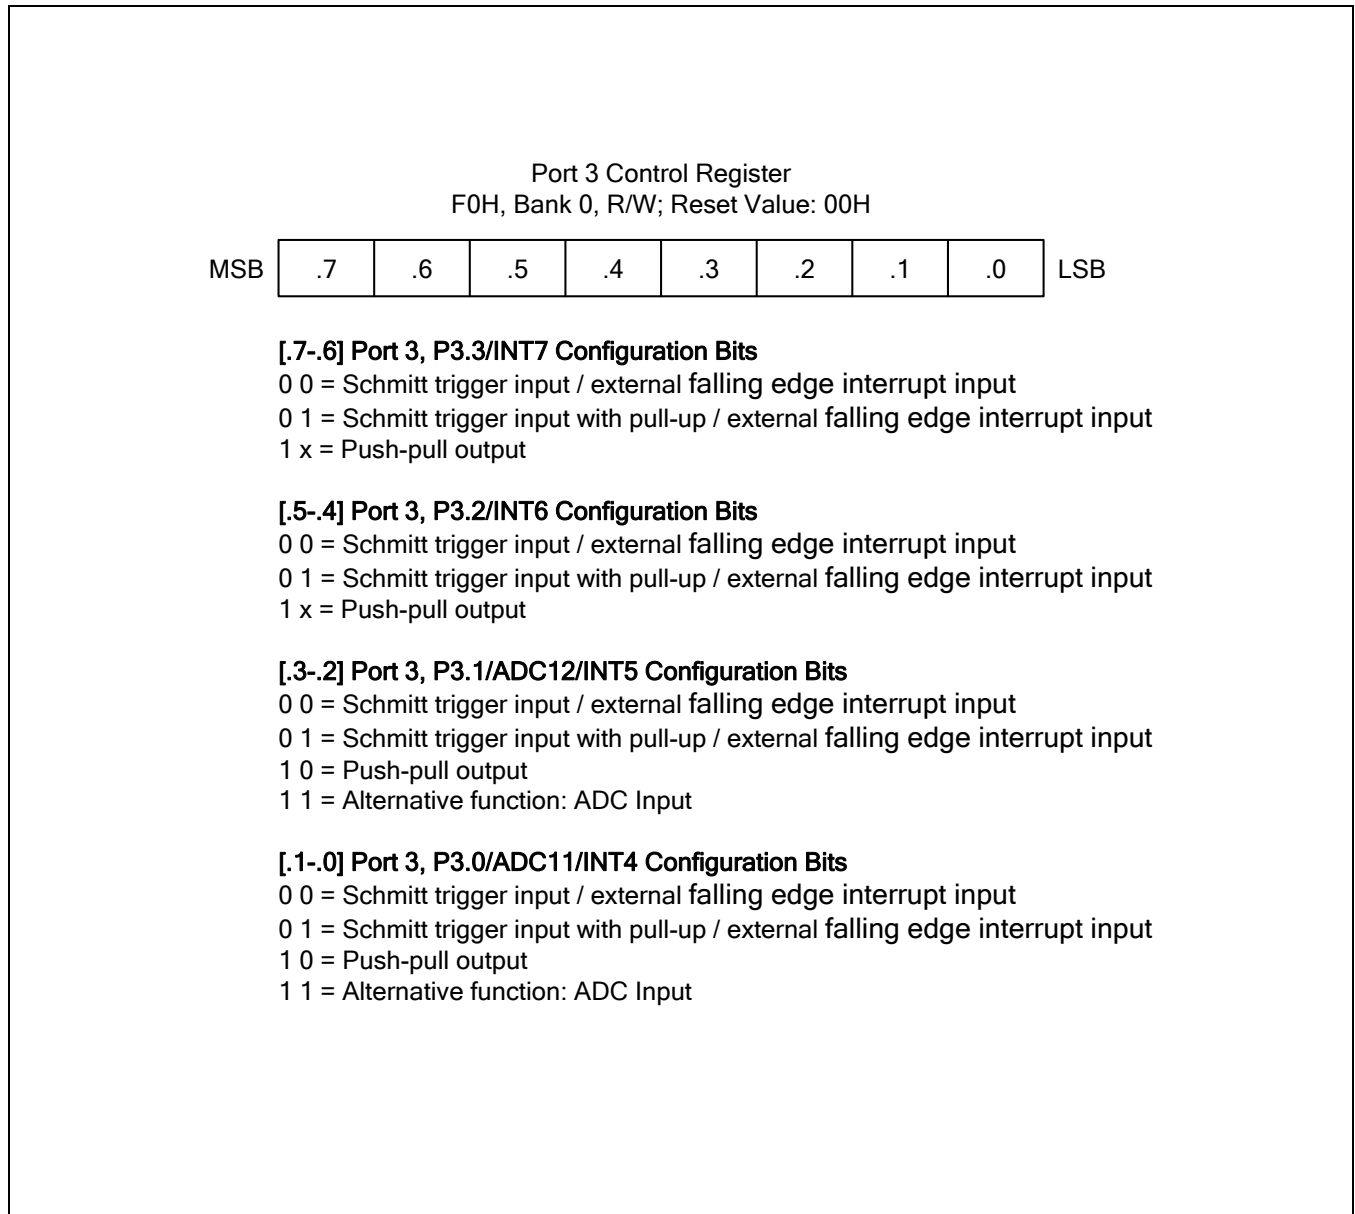 Port 3 Control Register
F0H, Bank 0, R/W; Reset Value: 00H
MSB .7 .6 .5 .4 .3 .2 .1 .0 LSB
[.7-.6] Port 3, P3.3/INT7 Configuration Bits
0 0 = Schmitt trigger input / external falling edge interrupt input
0 1 = Schmitt trigger input with pull-up / external falling edge interrupt input
1 x = Push-pull output
[.5-.4] Port 3, P3.2/INT6 Configuration Bits
0 0 = Schmitt trigger input / external falling edge interrupt input
0 1 = Schmitt trigger input with pull-up / external falling edge interrupt input
1 x = Push-pull output
[.3-.2] Port 3, P3.1/ADC12/INT5 Configuration Bits
0 0 = Schmitt trigger input / external falling edge interrupt input
0 1 = Schmitt trigger input with pull-up / external falling edge interrupt input
1 0 = Push-pull output
1 1 = Alternative function: ADC Input
[.1-.0] Port 3, P3.0/ADC11/INT4 Configuration Bits
0 0 = Schmitt trigger input / external falling edge interrupt input
0 1 = Schmitt trigger input with pull-up / external falling edge interrupt input
1 0 = Push-pull output
1 1 = Alternative function: ADC Input